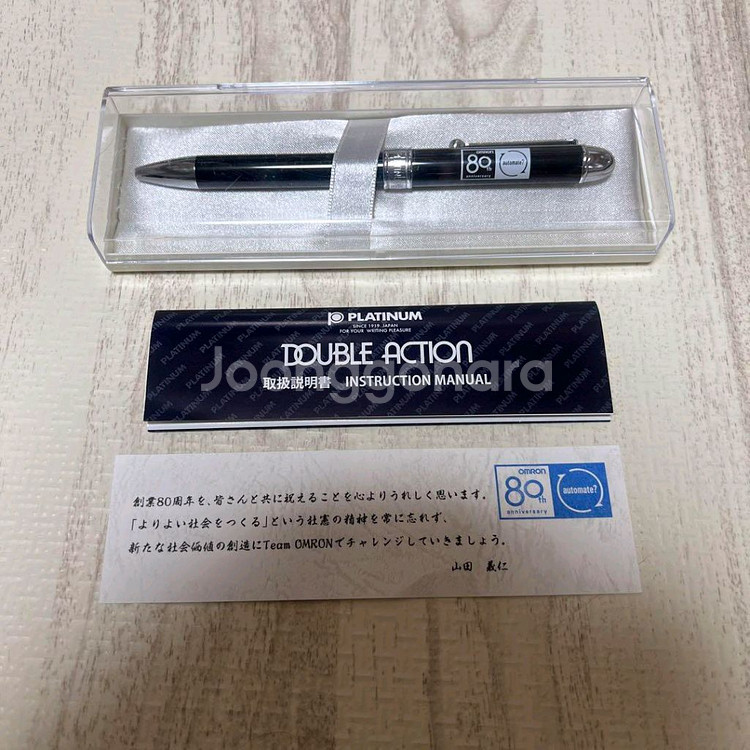 OMRON
80th
anniversary
automate?
PLATINUM
SINCE 1919, JAPAN
FOR YOUR WRITING PLEASURE
DOUBLE ACTION
取扱説明書 INSTRUCTION MANUAL
Joonggonara
OMRON
80th
anniversary
automate?
創業80周年を、皆さんと共に祝えることを心よりうれしく思います。
「よりよい社会をつくる」という社憲の精神を常に忘れず、
新たな社会価値の創造にTeam OMRONでチャレンジしていきましょう。
山田 義仁